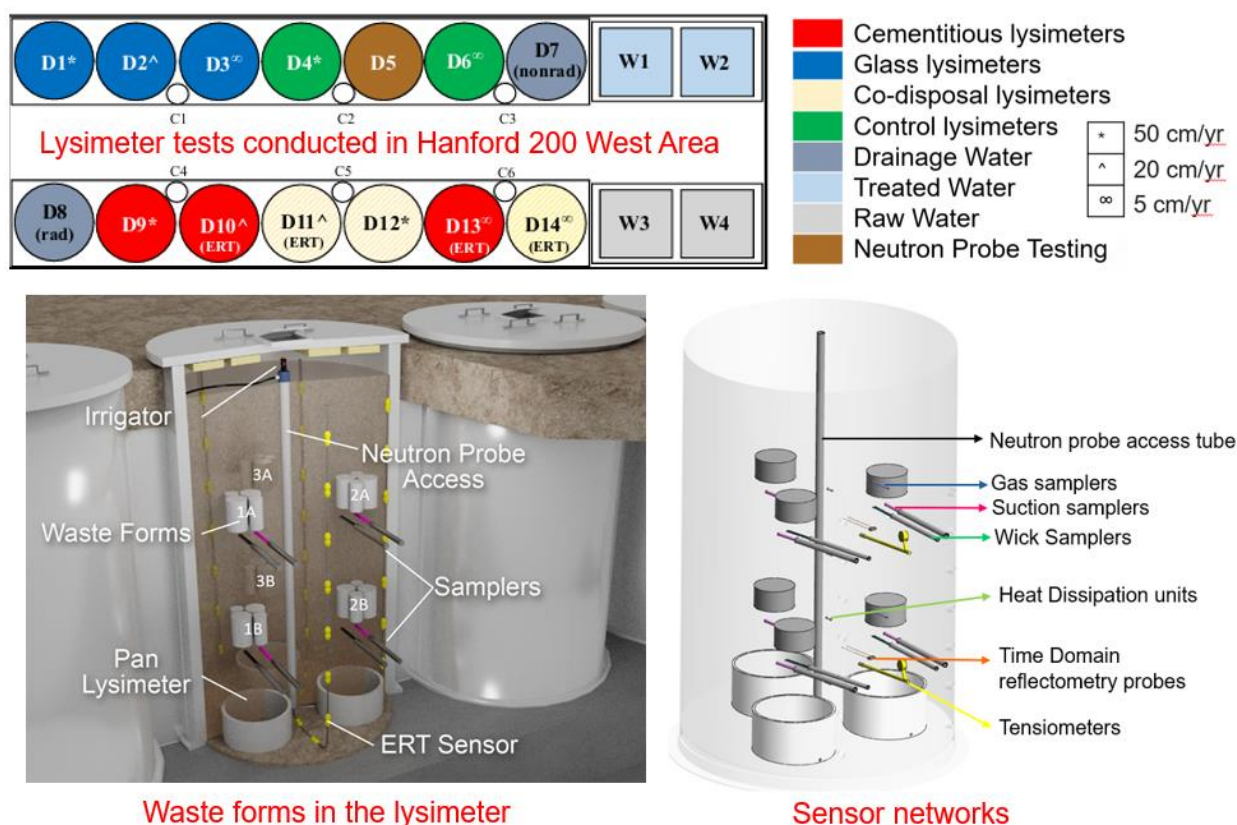 D1*
D2^
D3∞
D4*
D5
D6∞
D7
(nonrad)
W1
W2
C1
C2
C3
Lysimeter tests conducted in Hanford 200 West Area
C4
C5
C6
D8
(rad)
D9*
D10^
(ERT)
D11^
(ERT)
D12*
D13∞
(ERT)
D14∞
(ERT)
W3
W4
Cementitious lysimeters
Glass lysimeters
Co-disposal lysimeters
Control lysimeters
Drainage Water
Treated Water
Raw Water
Neutron Probe Testing
* 50 cm/yr
^ 20 cm/yr
∞ 5 cm/yr
Irrigator
Neutron Probe
Access
3A
2A
1A
Waste Forms
3B
Samplers
2B
1B
Pan
Lysimeter
ERT Sensor
Waste forms in the lysimeter
Neutron probe access tube
Gas samplers
Suction samplers
Wick Samplers
Heat Dissipation units
Time Domain
reflectometry probes
Tensiometers
Sensor networks